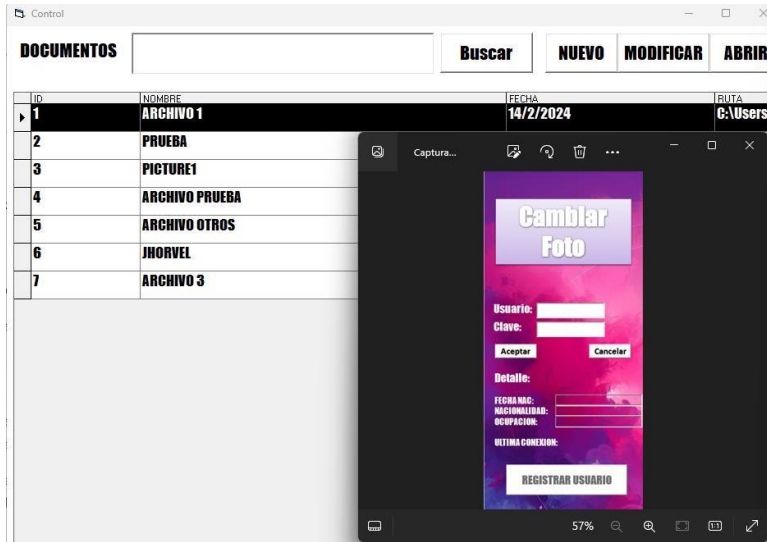 Control
DOCUMENTOS
Buscar
NUEVO
MODIFICAR
ABRIR
ID NOMBRE FECHA RUTA
1 ARCHIVO 1 14/2/2024 C:\Users
2 PRUEBA
3 PICTURE1
4 ARCHIVO PRUEBA
5 ARCHIVO OTROS
6 JHORVEL
7 ARCHIVO 3
Captura...
Cambiar
Foto
Usuario:
Clave:
Aceptar
Cancelar
Detalle:
FECHA NAC:
NACIONALIDAD:
OCUPACION:
ULTIMA CONEXION:
REGISTRAR USUARIO
57%
1:1